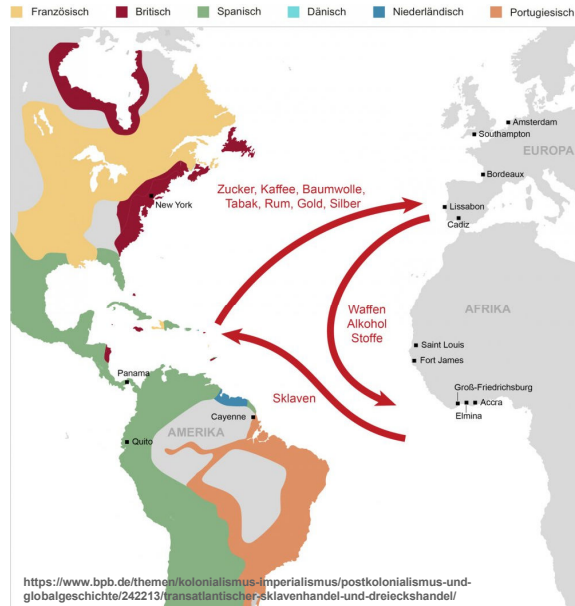 Französisch
Britisch
Spanisch
Dänisch
Niederländisch
Portugiesisch
Amsterdam
Southampton
EUROPA
Bordeaux
Zucker, Kaffee, Baumwolle,
Tabak, Rum, Gold, Silber
New York
Lissabon
Cadiz
Waffen
Alkohol
Stoffe
AFRIKA
Saint Louis
Fort James
Panama
Sklaven
Groß-Friedrichsburg
Accra
Elmina
Cayenne
AMERIKA
Quito
https://www.bpb.de/themen/kolonialismus-imperialismus/postkolonialismus-und-
globalgeschichte/242213/transatlantischer-sklavenhandel-und-dreieckshandel/